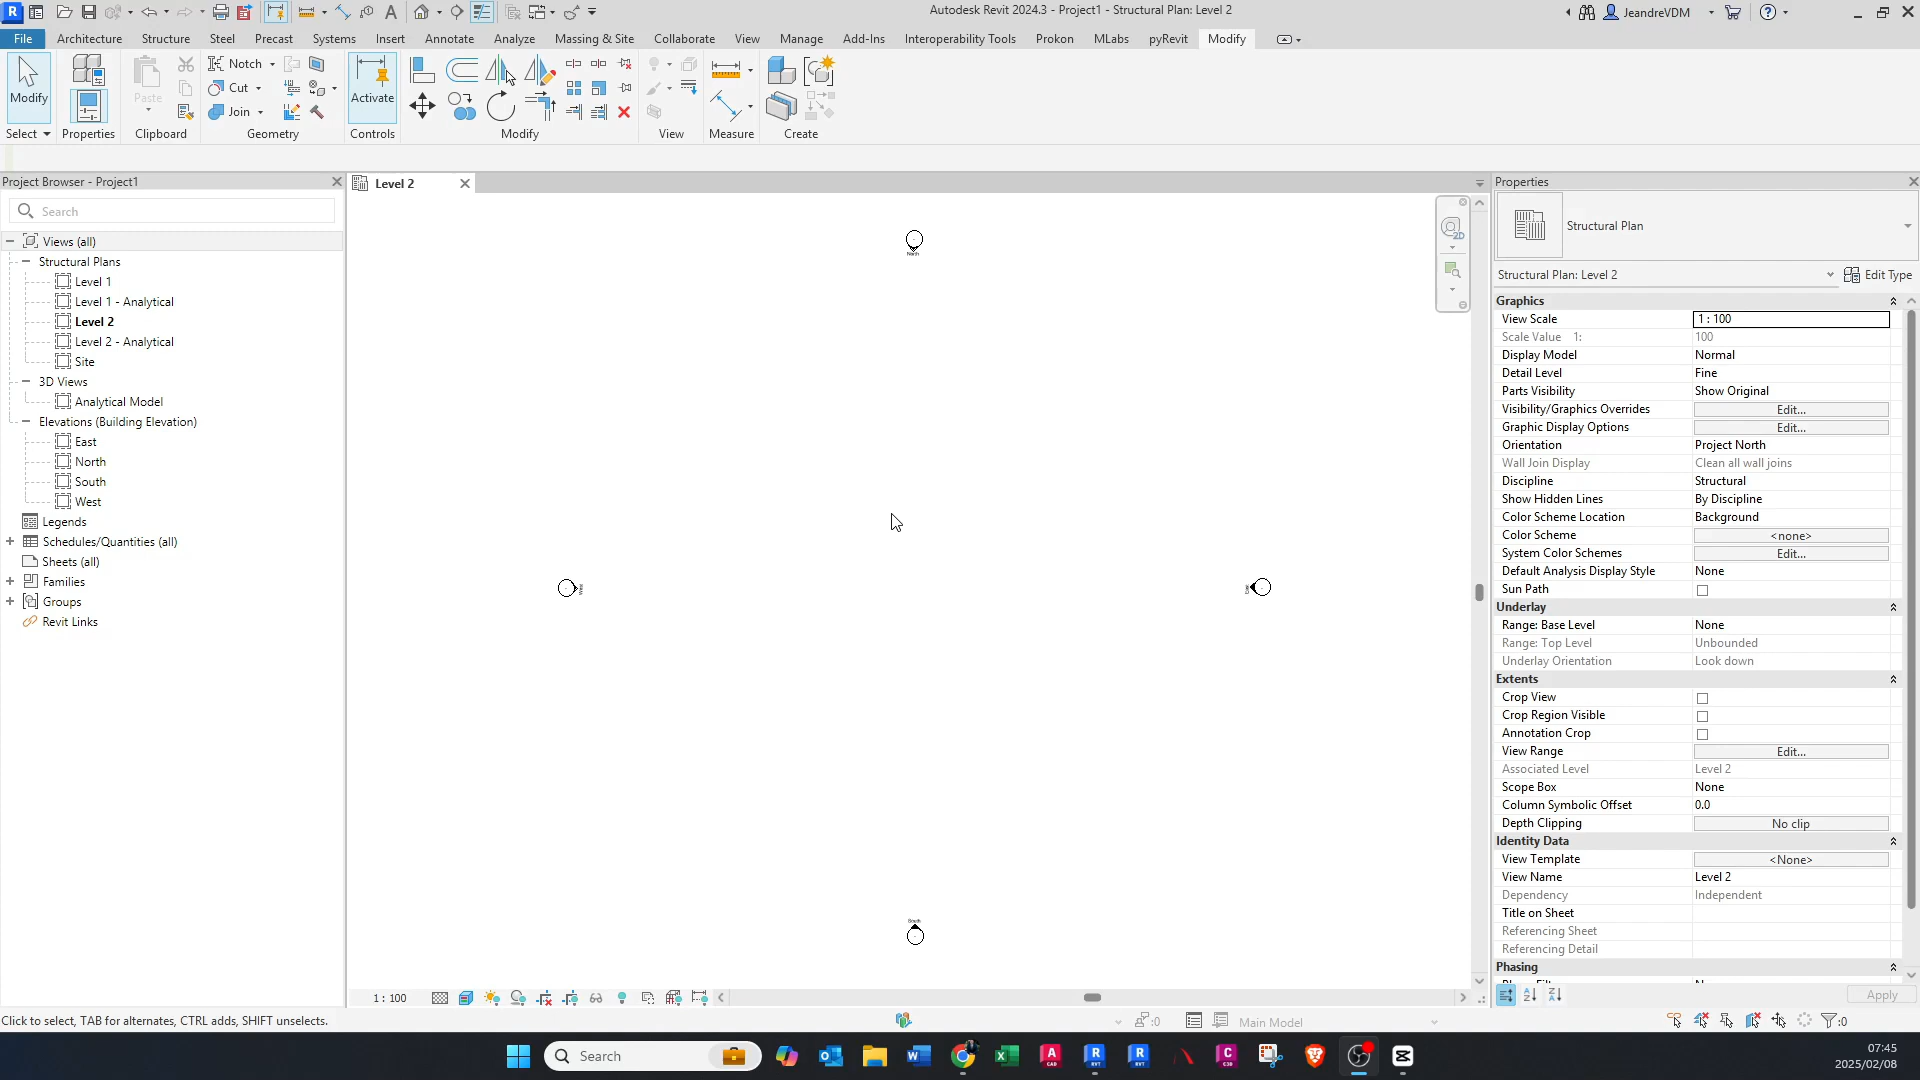 Autodesk Revit 2024.3 - Project1 - Structural Plan: Level 2
JeandreVDM
File
Architecture
Structure
Steel
Precast
Systems
Insert
Annotate
Analyze
Massing & Site
Collaborate
View
Manage
Add-Ins
Interoperability Tools
Prokon
MLabs
pyRevit
Modify
Modify
Select
Properties
Paste
Clipboard
Notch
Cut
Join
Geometry
Activate
Controls
Modify
View
Measure
Create
Project Browser - Project1
Search
Views (all)
Structural Plans
Level 1
Level 1 - Analytical
Level 2
Level 2 - Analytical
Site
3D Views
Analytical Model
Elevations (Building Elevation)
East
North
South
West
Legends
Schedules/Quantities (all)
Sheets (all)
Families
Groups
Revit Links
Level 2
North
South
2D
1 : 100
Properties
Structural Plan
Structural Plan: Level 2
Edit Type
Graphics
View Scale 1 : 100
Scale Value 1: 100
Display Model Normal
Detail Level Fine
Parts Visibility Show Original
Visibility/Graphics Overrides Edit...
Graphic Display Options Edit...
Orientation Project North
Wall Join Display Clean all wall joins
Discipline Structural
Show Hidden Lines By Discipline
Color Scheme Location Background
Color Scheme <none>
System Color Schemes Edit...
Default Analysis Display Style None
Sun Path
Underlay
Range: Base Level None
Range: Top Level Unbounded
Underlay Orientation Look down
Extents
Crop View
Crop Region Visible
Annotation Crop
View Range Edit...
Associated Level Level 2
Scope Box None
Column Symbolic Offset 0.0
Depth Clipping No clip
Identity Data
View Template <None>
View Name Level 2
Dependency Independent
Title on Sheet
Referencing Sheet
Referencing Detail
Phasing
Apply
Click to select, TAB for alternates, CTRL adds, SHIFT unselects.
:0
Main Model
:0
Search
07:45
2025/02/08